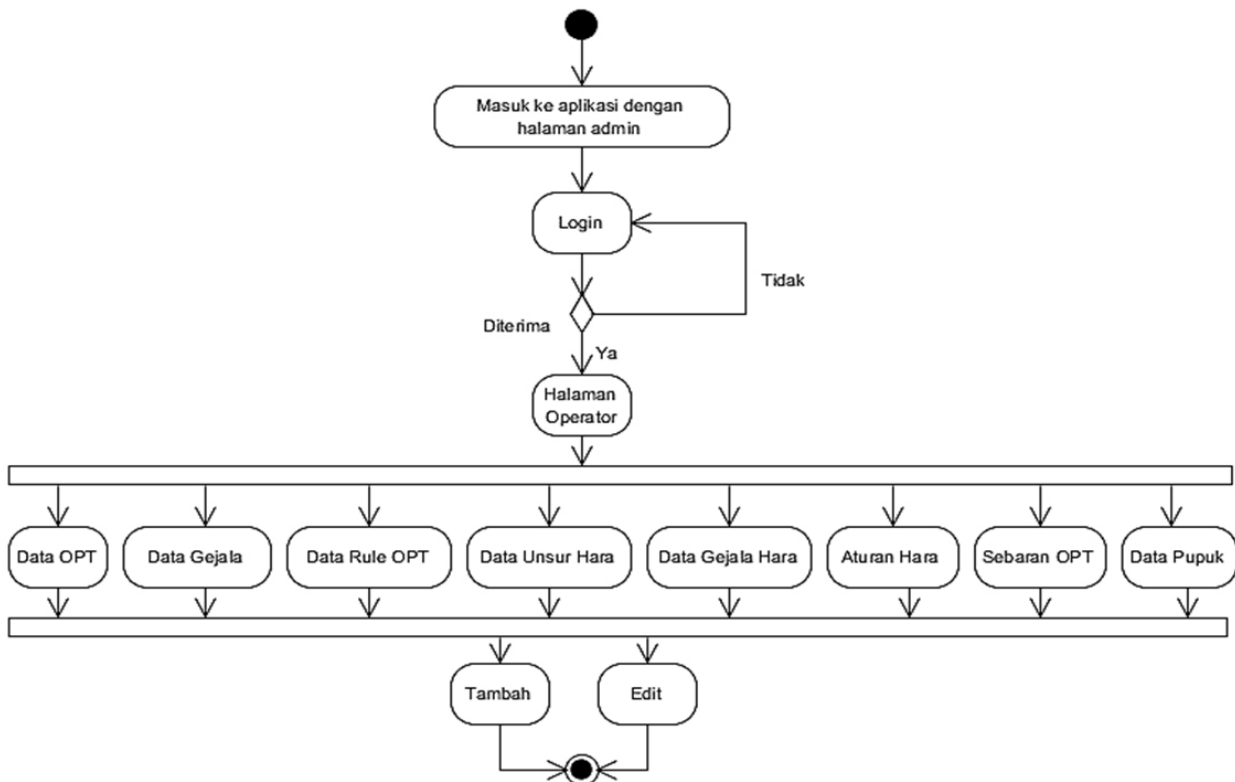 Masuk ke aplikasi dengan
halaman admin
Login
Tidak
Diterima
Ya
Halaman
Operator
Data OPT
Data Gejala
Data Rule OPT
Data Unsur Hara
Data Gejala Hara
Aturan Hara
Sebaran OPT
Data Pupuk
Tambah
Edit